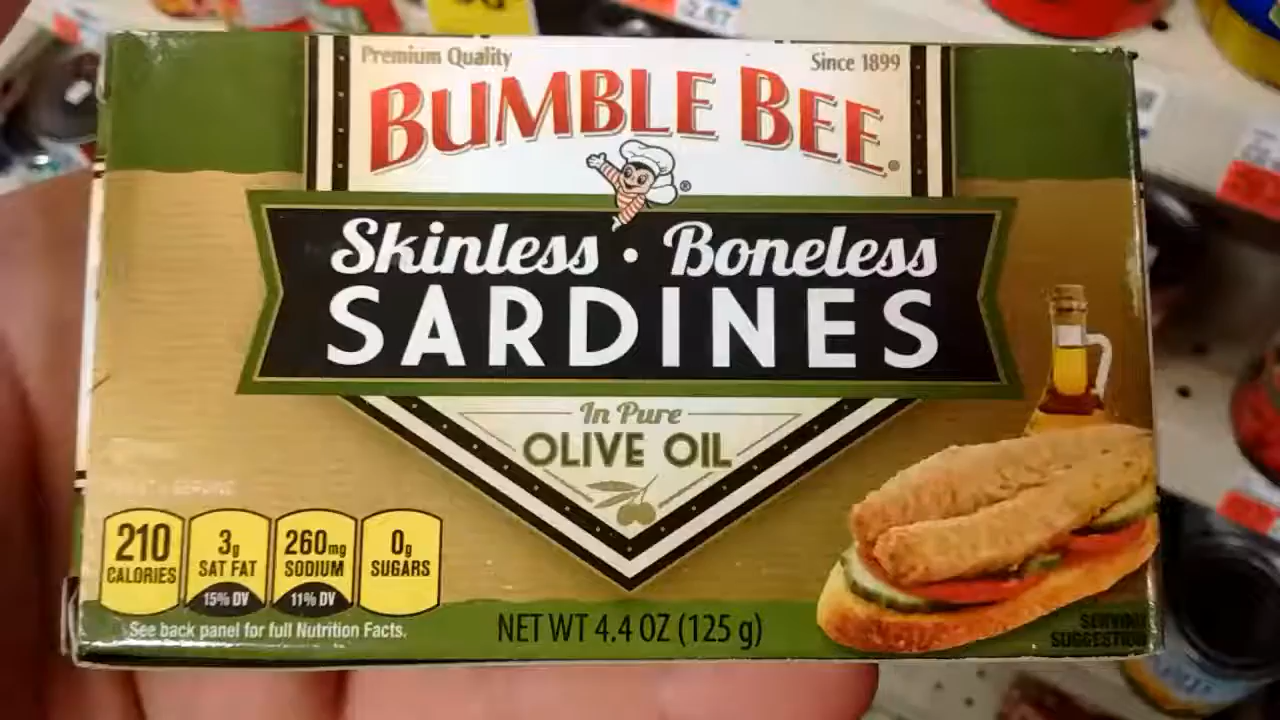 Premium Quality
Since 1899
BUMBLE BEE®
®
Skinless • Boneless
SARDINES
In Pure
OLIVE OIL
210
CALORIES
3g
SAT FAT
15% DV
260mg
SODIUM
11% DV
0g
SUGARS
See back panel for full Nutrition Facts.
NET WT 4.4 OZ (125 g)
SERVING
SUGGESTION